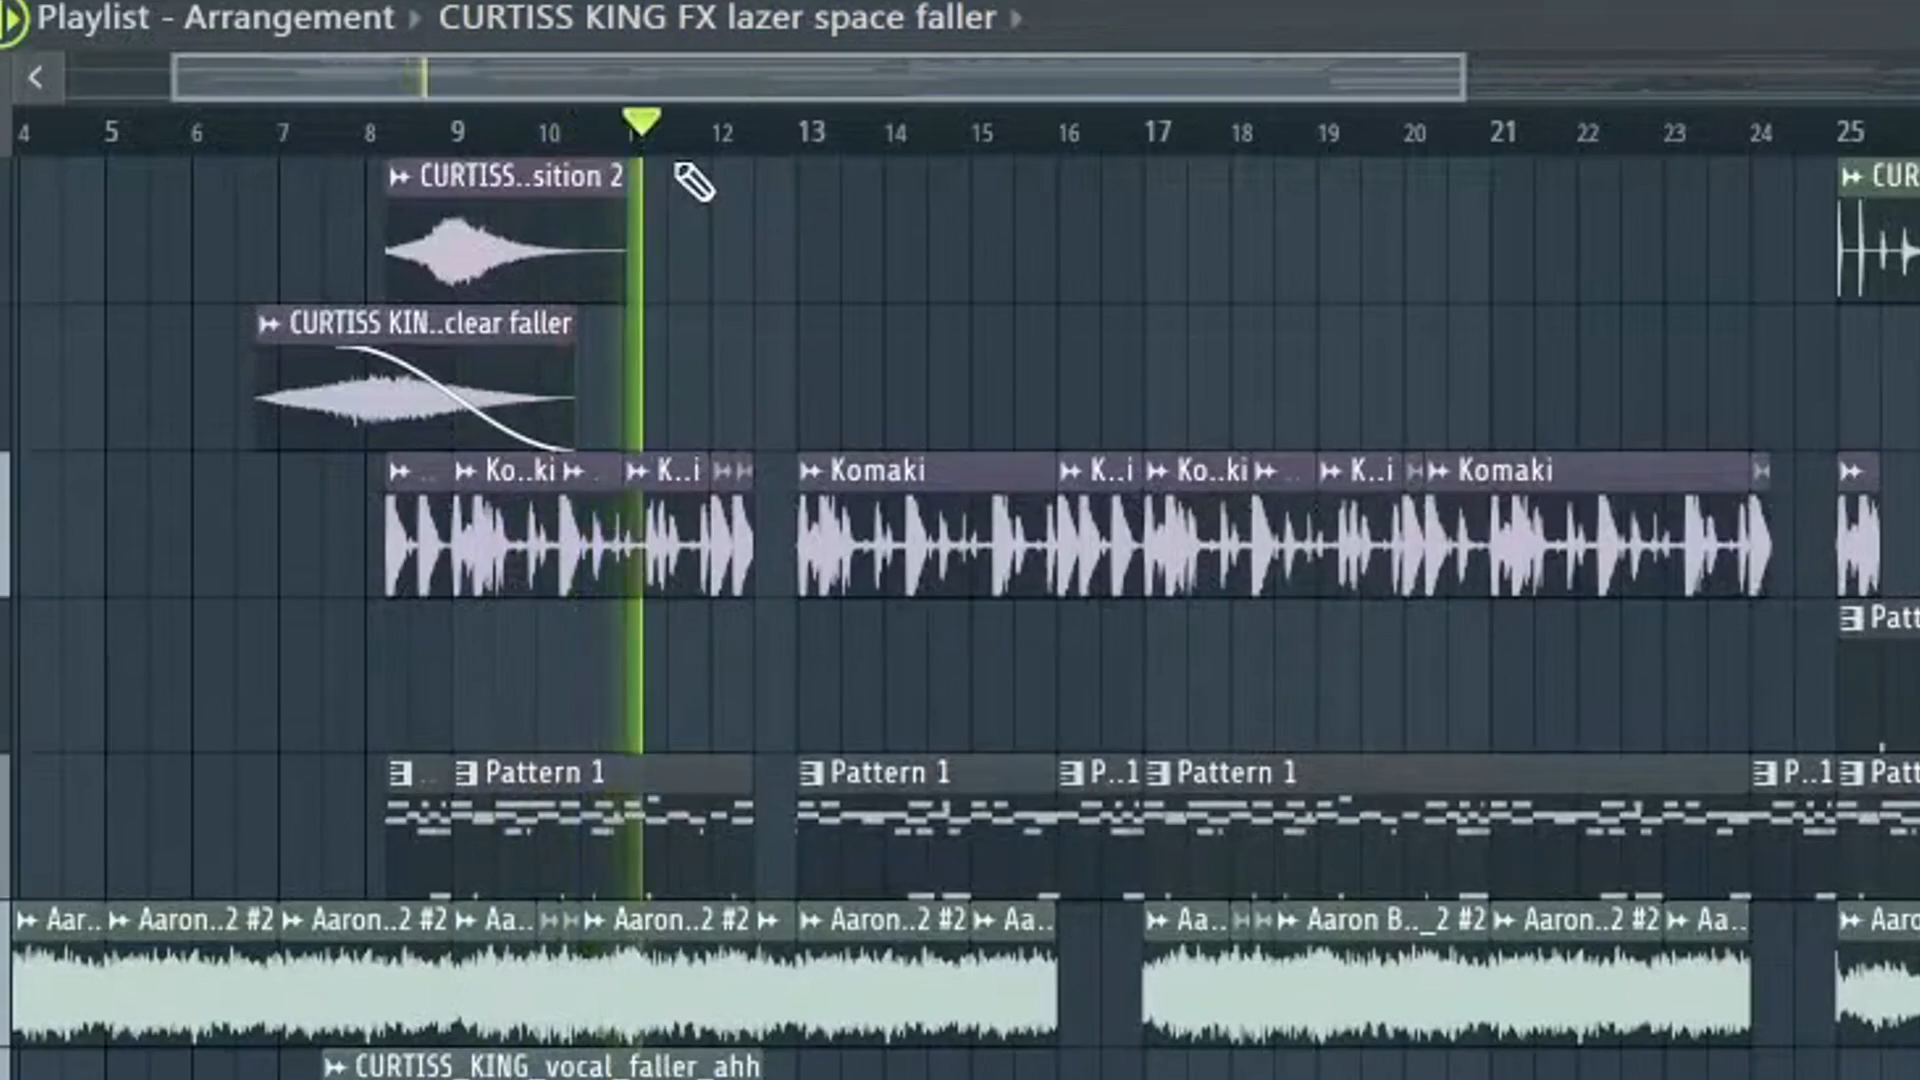 Playlist - Arrangement CURTISS KING FX lazer space faller
4 5 6 7 8 9 10 12 13 14 15 16 17 18 19 20 21 22 23 24 25
CURTISS..sition 2 CUR
CURTISS KIN..clear faller
.. Ko..ki . K..i Komaki K..i Ko..ki .. K..i Komaki
Patt
.. Pattern 1 Pattern 1 P..1 Pattern 1 P..1 Patt
Aar.. Aaron..2 #2 Aaron..2 #2 Aa.. Aaron..2 #2 Aaron..2 #2 Aa.. Aa.. Aaron B.._2 #2 Aaron..2 #2 Aa.. Aaro
CURTISS_KING_vocal_faller_ahh